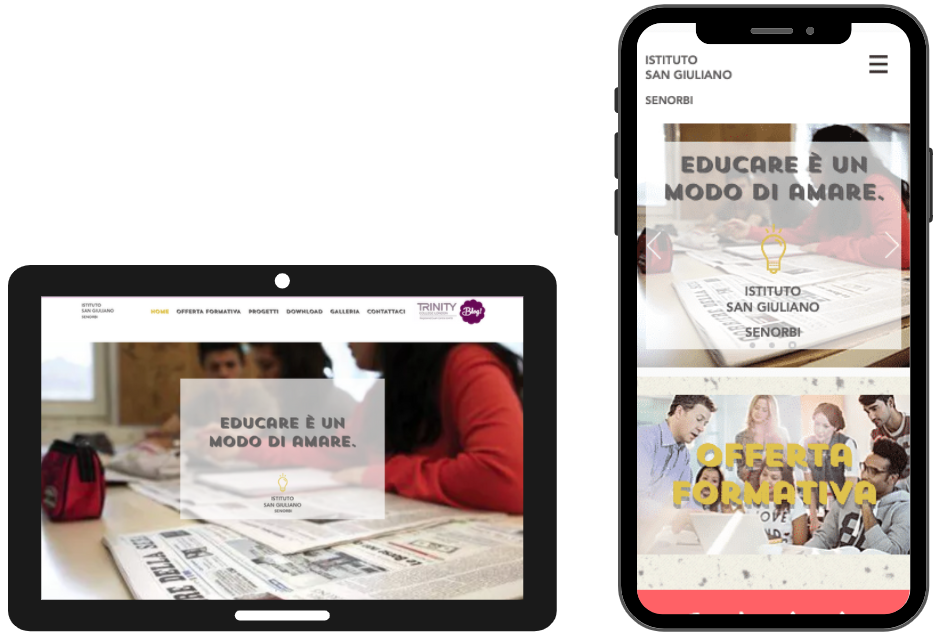 ISTITUTO
SAN GIULIANO
SENORBI
HOME OFFERTA FORMATIVA PROGETTI DOWNLOAD GALLERIA CONTATTACI
TRINITY
Blog!
EDUCARE È UN
MODO DI AMARE.
ISTITUTO
SAN GIULIANO
SENORBI
ISTITUTO
SAN GIULIANO
SENORBI
EDUCARE È UN
MODO DI AMARE.
ISTITUTO
SAN GIULIANO
SENORBI
OFFERTA
FORMATIVA